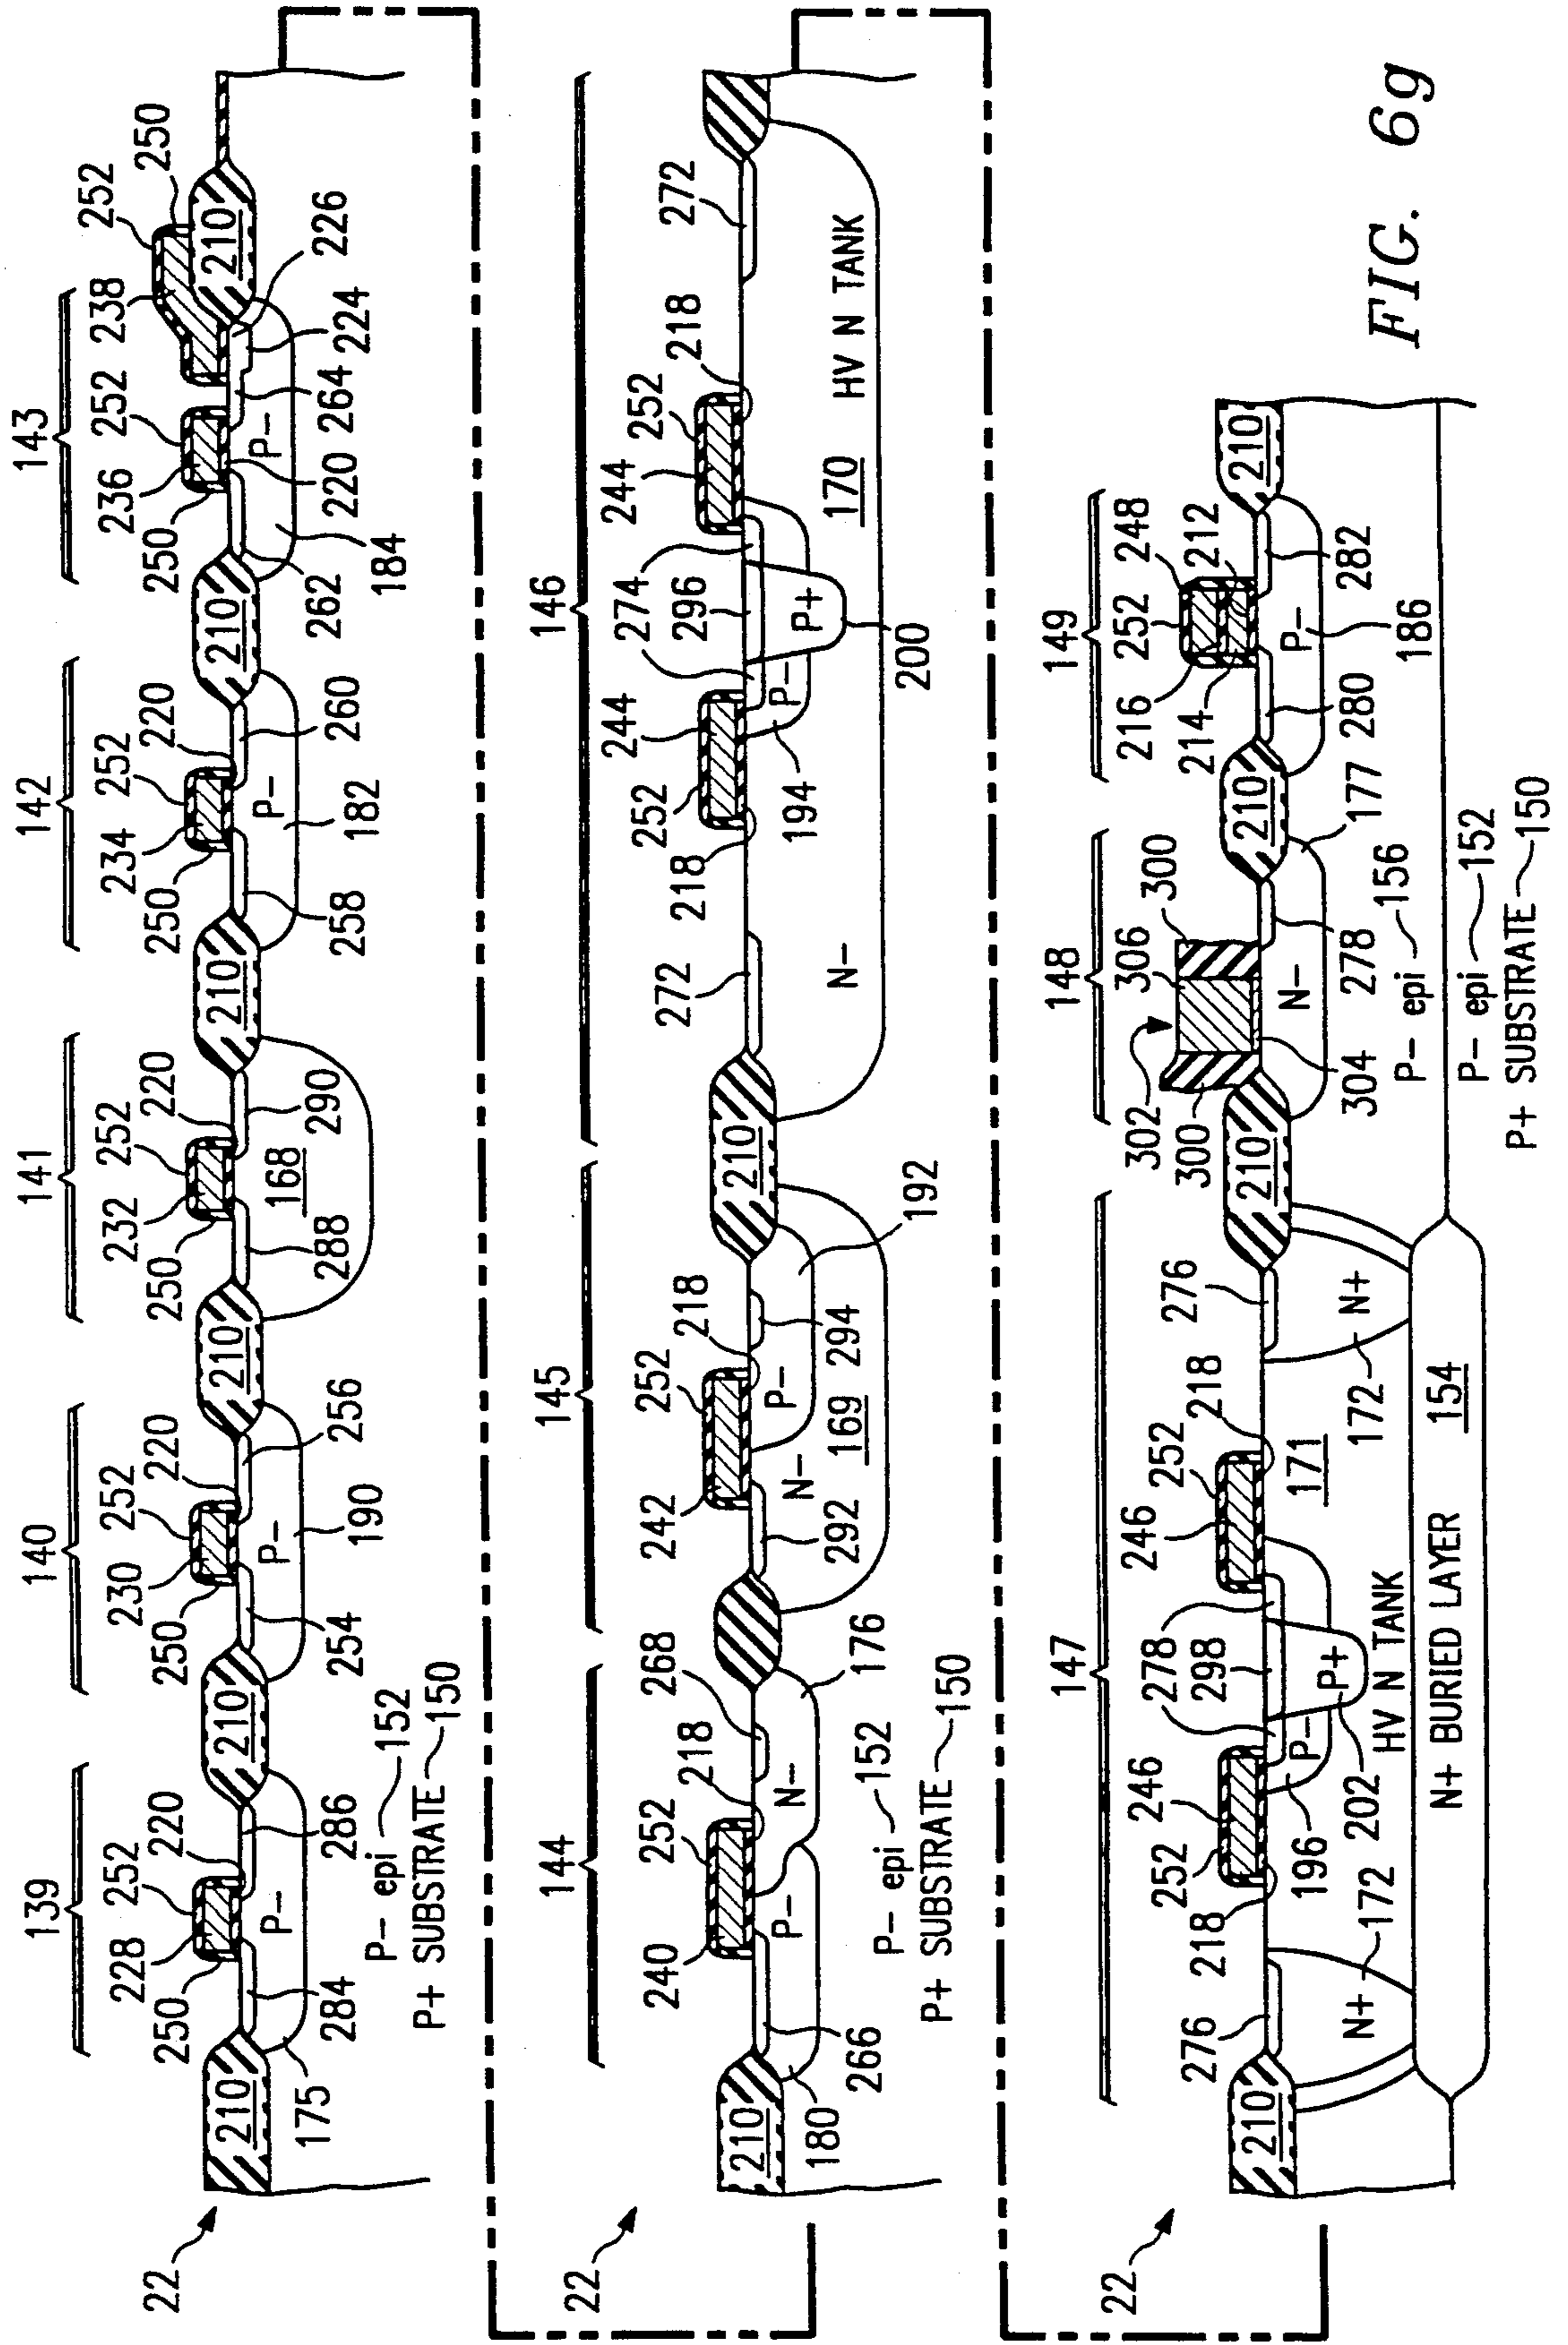 139 140 141 142 143
228 252 230 252 232 252 234 252 236 252 238 252 250
250 220 250 220 250 220 250 220 250
22
210 210 210 210 210 210
P- P- 168 P- P- 226
175 284 286 254 256 190 288 290 258 182 260 262 184 220 264 224
P- epi 152
P+ SUBSTRATE 150
144 145 146
240 252 218 268 242 252 218 272 252 244 274 296 244 252 218 272
22
218
210 210
P- N- N- P- P- P+
180 266 176 292 169 294 192 N- 194 200 170 HV N TANK
P- epi 152
P+ SUBSTRATE 150
147 148 149
276 252 246 278 298 246 252 218 276 302 306 300 216 252 248
22
218 300 214 212
210 210 210 210
N+ P- P+ 171 N+ N- P-
172 196 202 HV N TANK 172 304 278 177 280 186 282
N+ BURIED LAYER 154
P- epi 156
P- epi 152
P+ SUBSTRATE 150
FIG. 6g